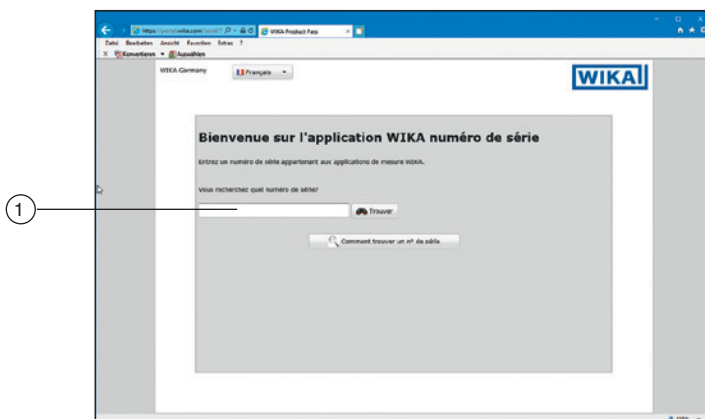 WIKA Product Pass
Datei Bearbeiten Ansicht Favoriten Extras ?
Konvertieren Auswählen
WIKA Germany
Français
WIKA
Bienvenue sur l'application WIKA numéro de série
Entrez un numéro de série appartenant aux applications de mesure WIKA.
Vous recherchez quel numéro de série?
1
Trouver
Comment trouver un n° de série